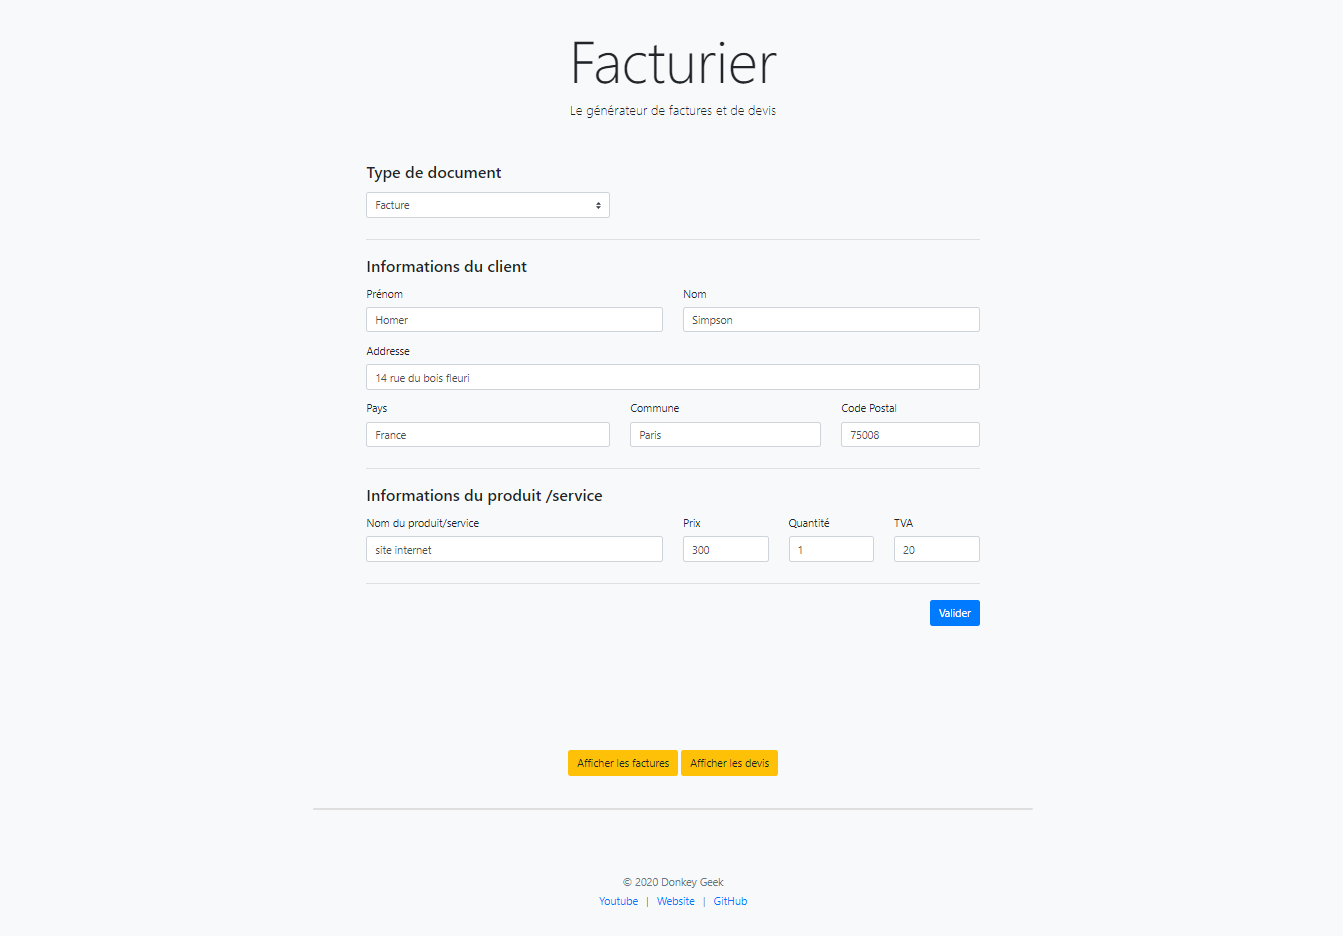 Facturier
Le générateur de factures et de devis
Type de document
Facture
Informations du client
Prénom Nom
Homer Simpson
Addresse
14 rue du bois fleuri
Pays Commune Code Postal
France Paris 75008
Informations du produit /service
Nom du produit/service Prix Quantité TVA
site internet 300 1 20
Valider
Afficher les factures Afficher les devis
© 2020 Donkey Geek
Youtube | Website | GitHub